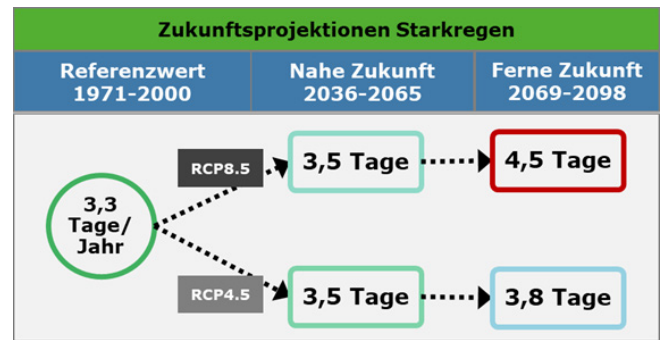 Zukunftsprojektionen Starkregen
Referenzwert
1971-2000
Nahe Zukunft
2036-2065
Ferne Zukunft
2069-2098
3,3
Tage/
Jahr
RCP8.5
3,5 Tage
4,5 Tage
RCP4.5
3,5 Tage
3,8 Tage